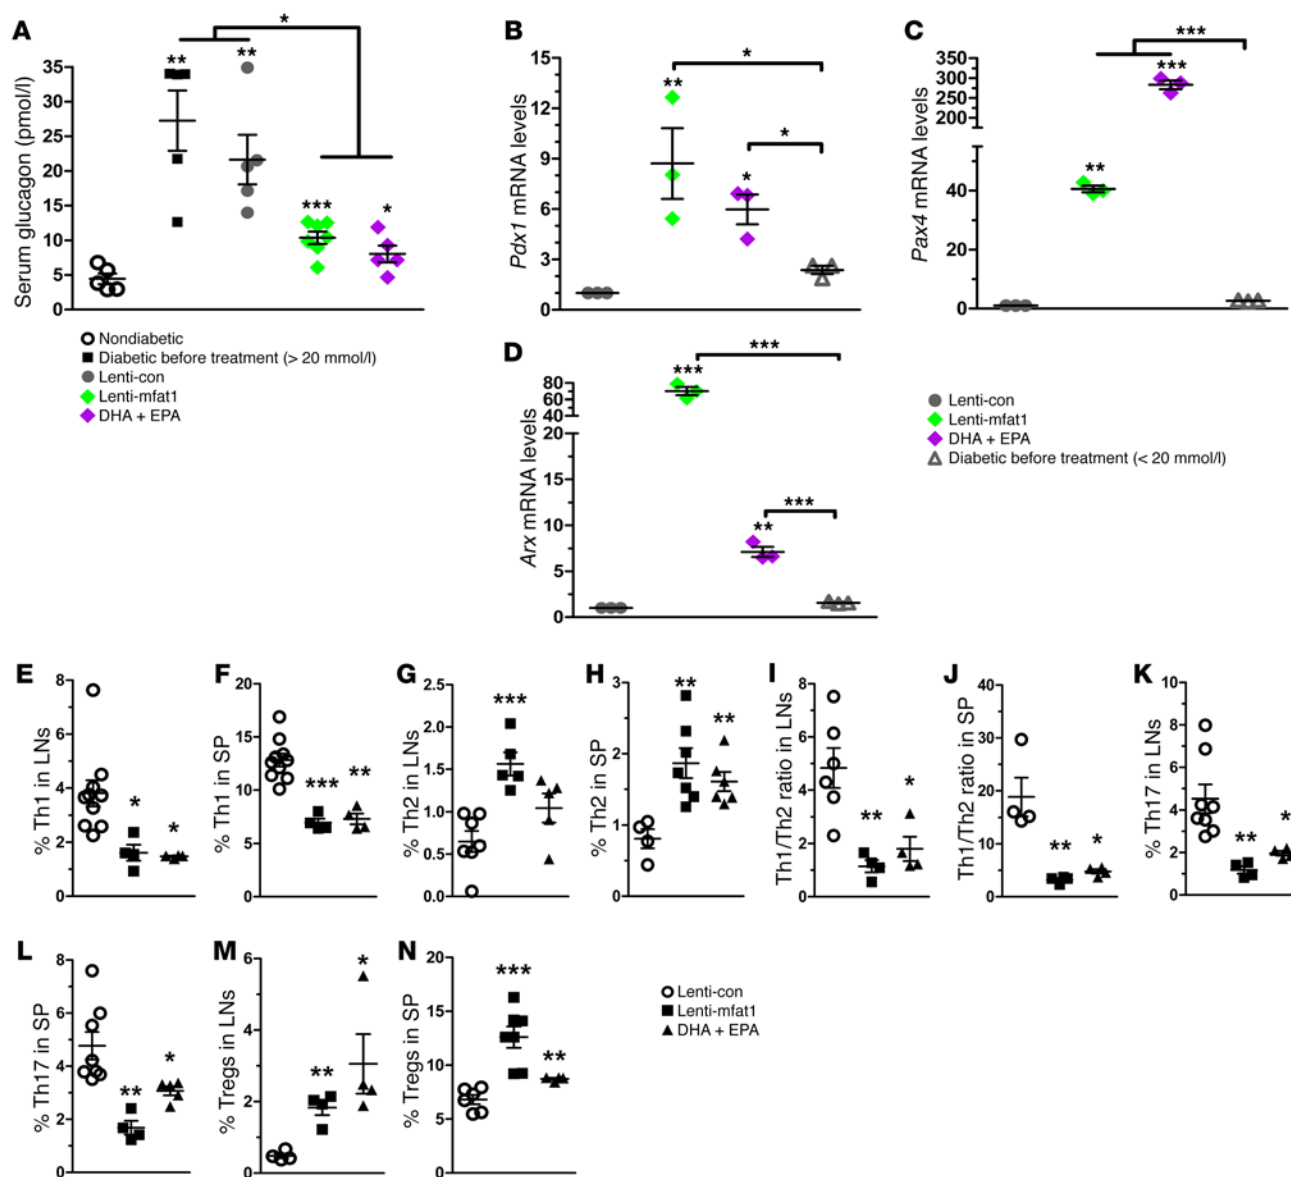 A
Serum glucagon (pmol/l)
35
30
25
20
15
10
5
0
** ** *** * *
Nondiabetic
Diabetic before treatment (> 20 mmol/l)
Lenti-con
Lenti-mfat1
DHA + EPA
B
Pdx1 mRNA levels
15
12
9
6
3
0
** * * *
C
Pax4 mRNA levels
350
300
250
200
150
100
50
40
20
0
** *** ***
D
Arx mRNA levels
80
60
40
20
15
10
5
0
*** *** ** ***
Lenti-con
Lenti-mfat1
DHA + EPA
Diabetic before treatment (< 20 mmol/l)
E
% Th1 in LNs
8
6
4
2
0
* *
F
% Th1 in SP
20
15
10
5
0
*** **
G
% Th2 in LNs
2.5
2.0
1.5
1.0
0.5
0.0
***
H
% Th2 in SP
3
2
1
0
** **
I
Th1/Th2 ratio in LNs
8
6
4
2
0
** *
J
Th1/Th2 ratio in SP
40
30
20
10
0
** *
K
% Th17 in LNs
10
8
6
4
2
0
** *
L
% Th17 in SP
8
6
4
2
0
** *
M
% Tregs in LNs
6
4
2
0
** *
N
% Tregs in SP
20
15
10
5
0
*** **
Lenti-con
Lenti-mfat1
DHA + EPA